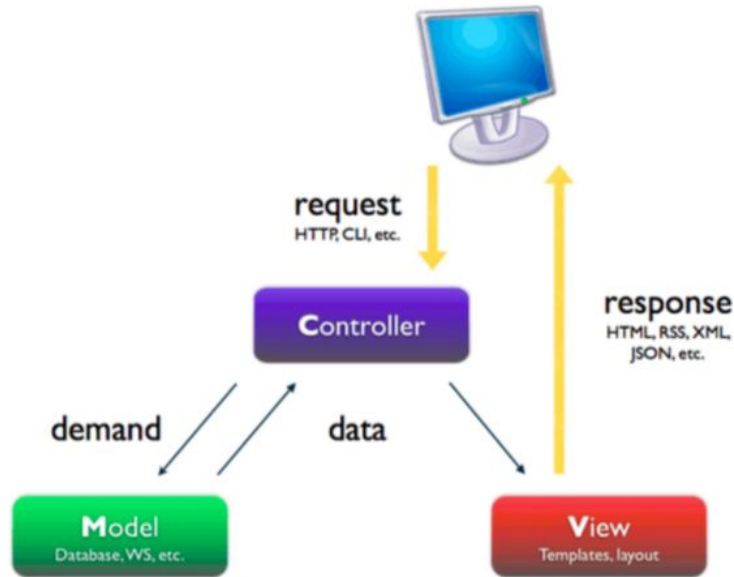 request
HTTP, CLI, etc.
Controller
response
HTML, RSS, XML,
JSON, etc.
demand
data
Model
Database, WS, etc.
View
Templates, layout